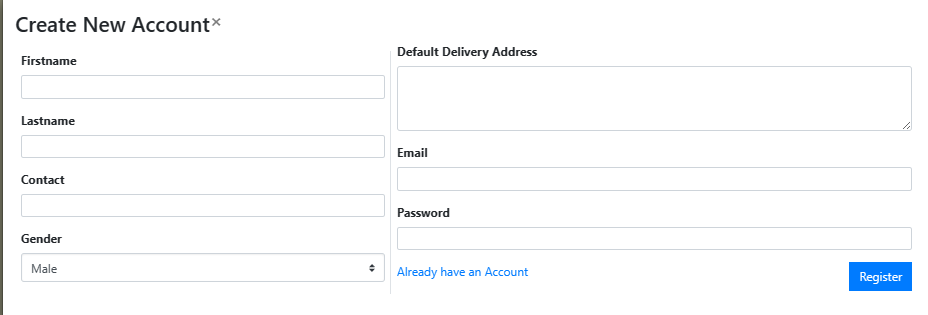 Create New Account×
Firstname
Lastname
Contact
Gender
Male
Default Delivery Address
Email
Password
Already have an Account
Register